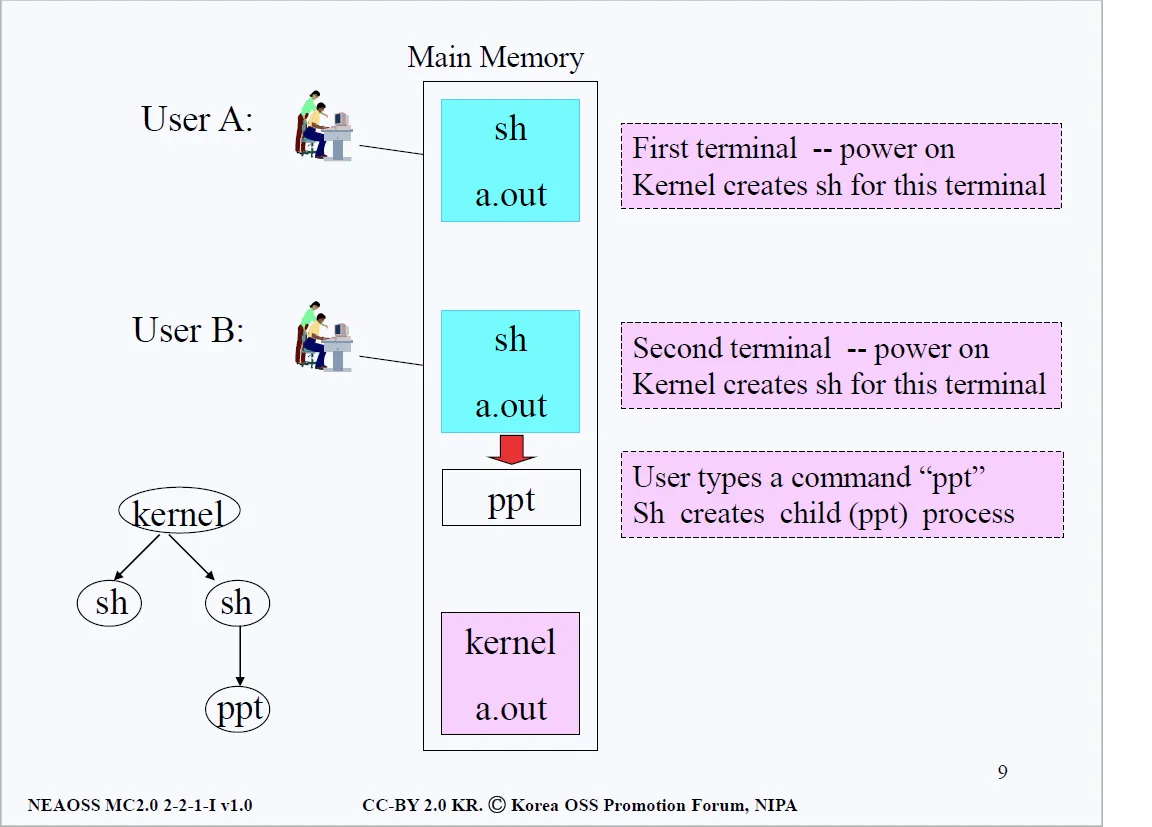 Main Memory
User A:
sh
a.out
First terminal -- power on
Kernel creates sh for this terminal
User B:
sh
a.out
Second terminal -- power on
Kernel creates sh for this terminal
ppt
User types a command “ppt”
Sh creates child (ppt) process
kernel
sh
sh
ppt
kernel
a.out
9
NEAOSS MC2.0 2-2-1-I v1.0
CC-BY 2.0 KR. Ⓒ Korea OSS Promotion Forum, NIPA